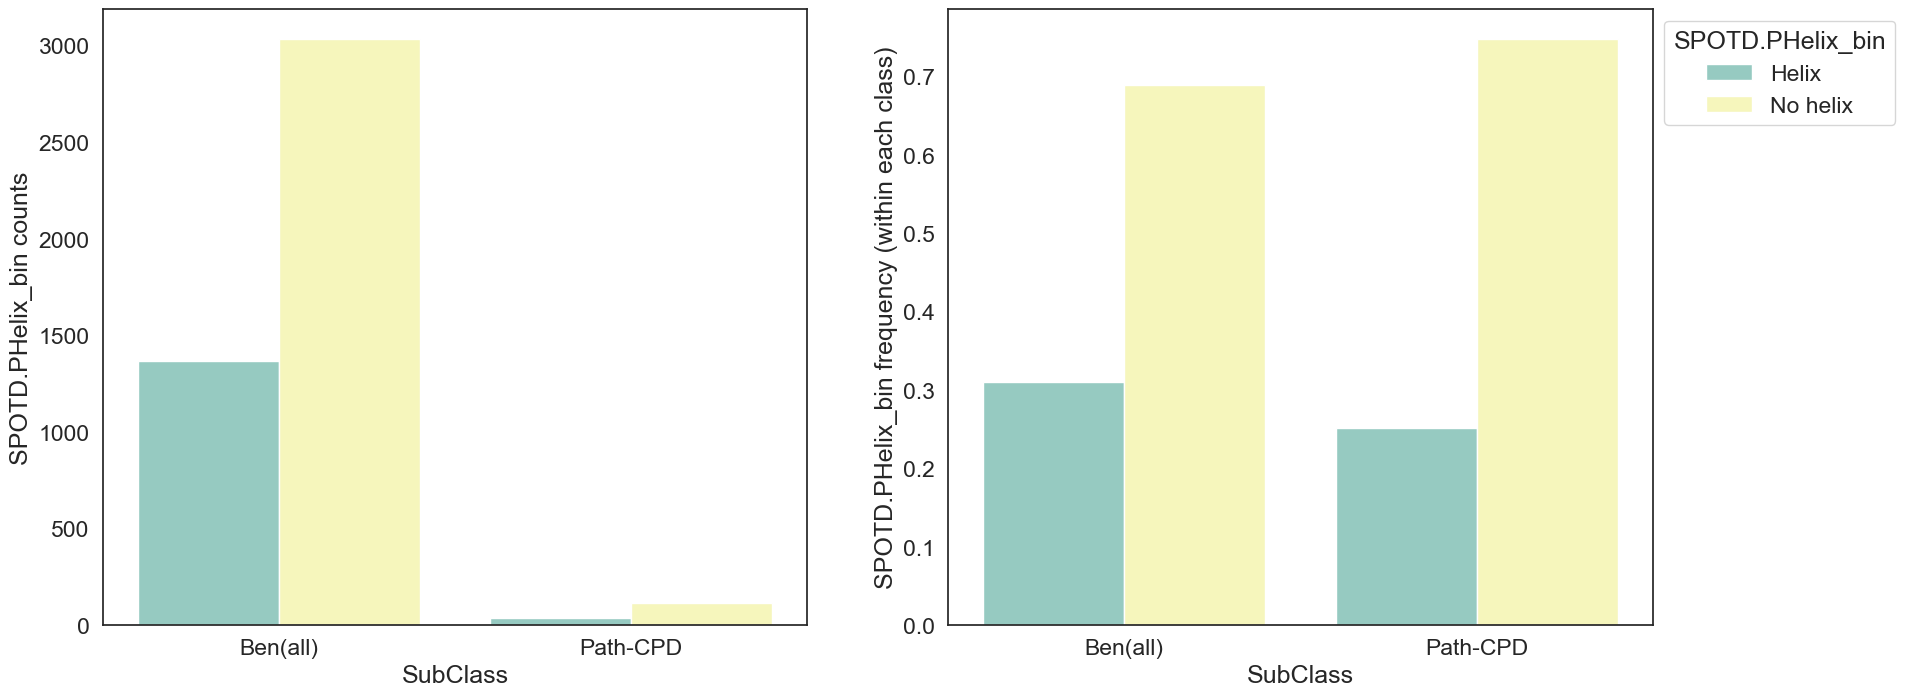 SPOTD.PHelix_bin counts
3000
2500
2000
1500
1000
500
0
Ben(all)
Path-CPD
SubClass
SPOTD.PHelix_bin frequency (within each class)
0.7
0.6
0.5
0.4
0.3
0.2
0.1
0.0
Ben(all)
Path-CPD
SubClass
SPOTD.PHelix_bin
Helix
No helix